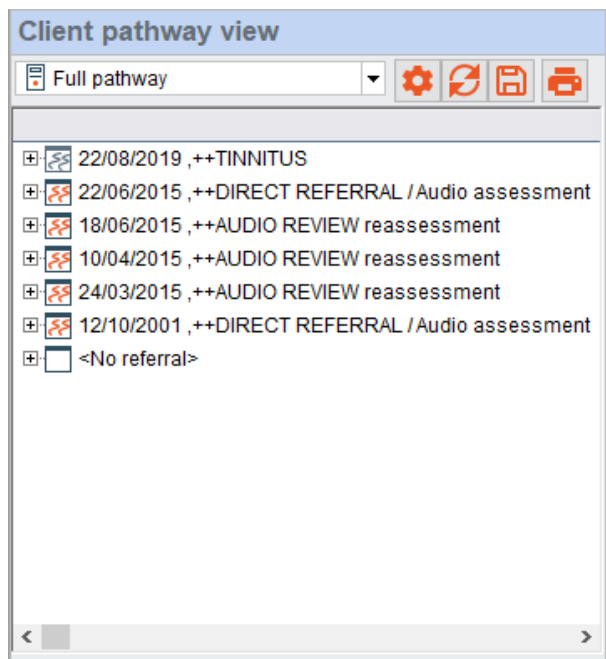 Client pathway view
Full pathway
22/08/2019 ,++TINNITUS
22/06/2015 ,++DIRECT REFERRAL / Audio assessment
18/06/2015 ,++AUDIO REVIEW reassessment
10/04/2015 ,++AUDIO REVIEW reassessment
24/03/2015 ,++AUDIO REVIEW reassessment
12/10/2001 ,++DIRECT REFERRAL / Audio assessment
<No referral>